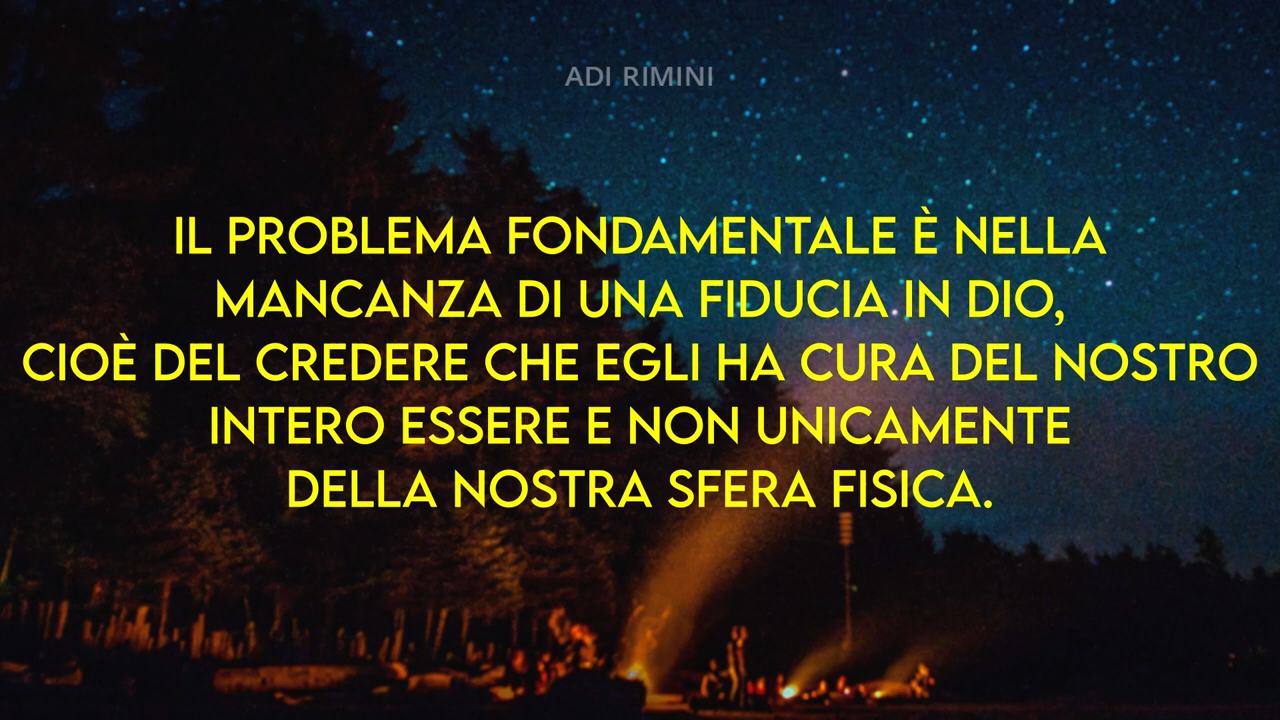 ADI RIMINI
IL PROBLEMA FONDAMENTALE È NELLA
MANCANZA DI UNA FIDUCIA IN DIO,
CIOÈ DEL CREDERE CHE EGLI HA CURA DEL NOSTRO
INTERO ESSERE E NON UNICAMENTE
DELLA NOSTRA SFERA FISICA.